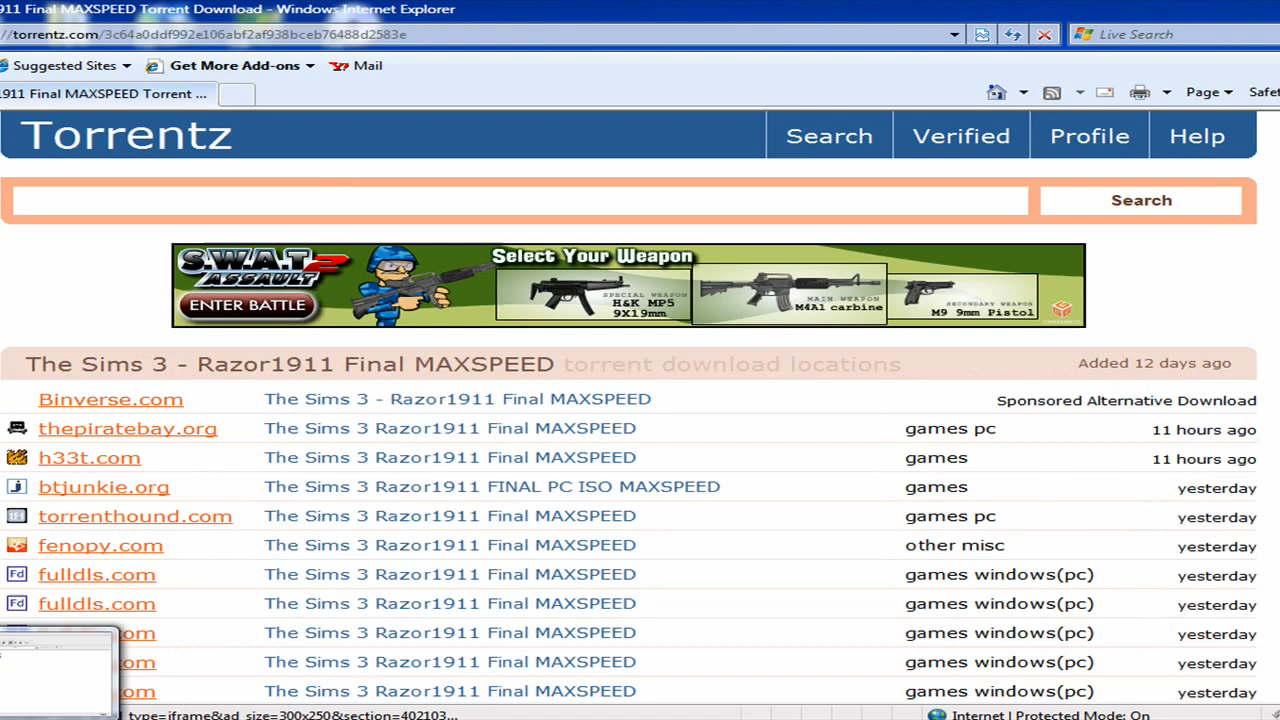 911 Final MAXSPEED Torrent Download - Windows Internet Explorer
//torrentz.com/3c64a0ddf992e106abf2af938bceb76488d2583e
Live Search
Suggested Sites
Get More Add-ons
Mail
1911 Final MAXSPEED Torrent ...
Page
Safet
Torrentz
Search
Verified
Profile
Help
Search
S.W.A.T 2
ASSAULT
ENTER BATTLE
Select Your Weapon
SPECIAL WEAPON
H&K MP5
9X19mm
MAIN WEAPON
M4A1 carbine
SECONDARY WEAPON
M9 9mm Pistol
The Sims 3 - Razor1911 Final MAXSPEED torrent download locations Added 12 days ago
Binverse.com The Sims 3 - Razor1911 Final MAXSPEED Sponsored Alternative Download
thepiratebay.org The Sims 3 Razor1911 Final MAXSPEED games pc 11 hours ago
h33t.com The Sims 3 Razor1911 Final MAXSPEED games 11 hours ago
btjunkie.org The Sims 3 Razor1911 FINAL PC ISO MAXSPEED games yesterday
torrenthound.com The Sims 3 Razor1911 Final MAXSPEED games pc yesterday
fenopy.com The Sims 3 Razor1911 Final MAXSPEED other misc yesterday
Fd fulldls.com The Sims 3 Razor1911 Final MAXSPEED games windows(pc) yesterday
Fd fulldls.com The Sims 3 Razor1911 Final MAXSPEED games windows(pc) yesterday
.com The Sims 3 Razor1911 Final MAXSPEED games windows(pc) yesterday
om The Sims 3 Razor1911 Final MAXSPEED games windows(pc) yesterday
om The Sims 3 Razor1911 Final MAXSPEED games windows(pc) yesterday
type=iframe&ad_size=300x250&section=402103... Internet | Protected Mode: On